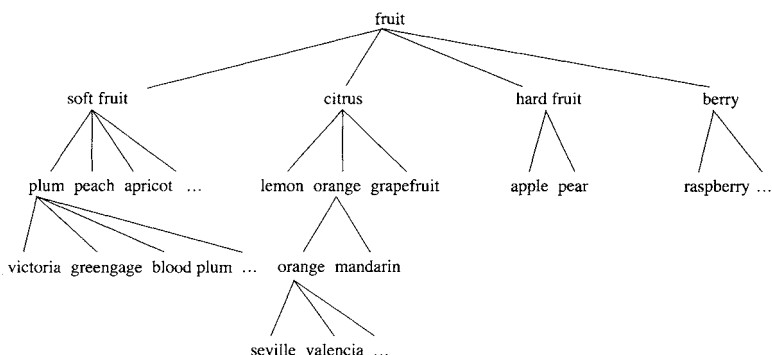 fruit
soft fruit citrus hard fruit berry
plum peach apricot ... lemon orange grapefruit apple pear raspberry ...
victoria greengage blood plum ... orange mandarin
seville valencia ...